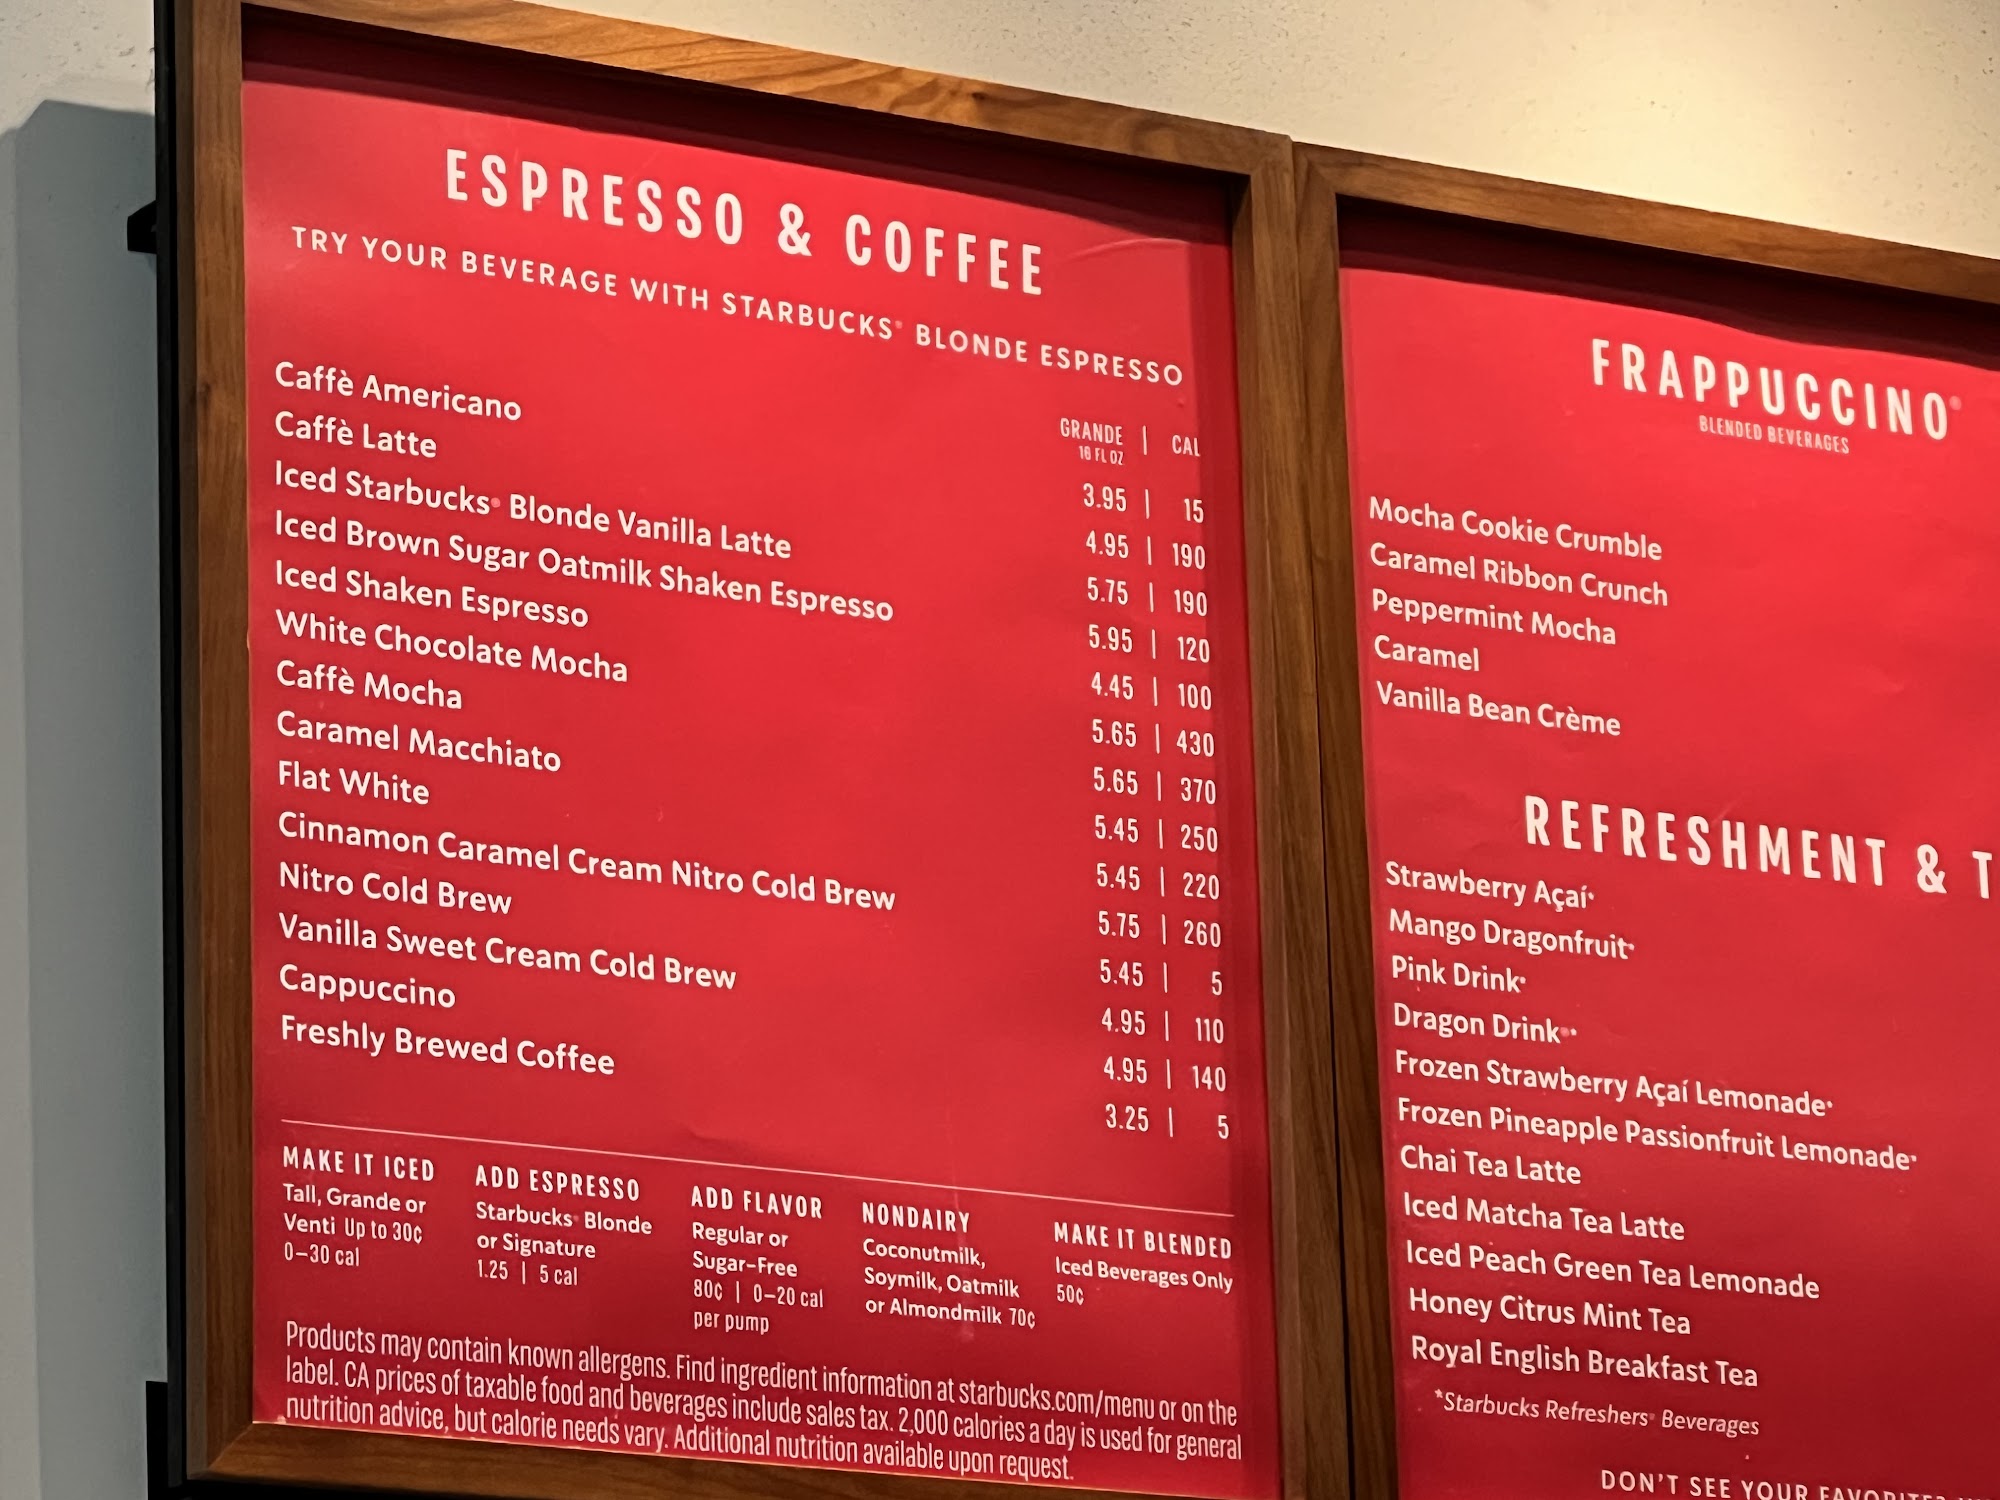 ESPRESSO & COFFEE
TRY YOUR BEVERAGE WITH STARBUCKS® BLONDE ESPRESSO
GRANDE | CAL
16 FL OZ
Caffè Americano 3.95 | 15
Caffè Latte 4.95 | 190
Iced Starbucks® Blonde Vanilla Latte 5.75 | 190
Iced Brown Sugar Oatmilk Shaken Espresso 5.95 | 120
Iced Shaken Espresso 4.45 | 100
White Chocolate Mocha 5.65 | 430
Caffè Mocha 5.65 | 370
Caramel Macchiato 5.45 | 250
Flat White 5.45 | 220
Cinnamon Caramel Cream Nitro Cold Brew 5.75 | 260
Nitro Cold Brew 5.45 | 5
Vanilla Sweet Cream Cold Brew 4.95 | 110
Cappuccino 4.95 | 140
Freshly Brewed Coffee 3.25 | 5
MAKE IT ICED
Tall, Grande or
Venti Up to 30¢
0–30 cal
ADD ESPRESSO
Starbucks® Blonde
or Signature
1.25 | 5 cal
ADD FLAVOR
Regular or
Sugar-Free
80¢ | 0–20 cal
per pump
NONDAIRY
Coconutmilk,
Soymilk, Oatmilk
or Almondmilk 70¢
MAKE IT BLENDED
Iced Beverages Only
50¢
Products may contain known allergens. Find ingredient information at starbucks.com/menu or on the
label. CA prices of taxable food and beverages include sales tax. 2,000 calories a day is used for general
nutrition advice, but calorie needs vary. Additional nutrition available upon request.
FRAPPUCCINO®
BLENDED BEVERAGES
Mocha Cookie Crumble
Caramel Ribbon Crunch
Peppermint Mocha
Caramel
Vanilla Bean Crème
REFRESHMENT & T
Strawberry Açaí*
Mango Dragonfruit*
Pink Drink*
Dragon Drink®*
Frozen Strawberry Açaí Lemonade*
Frozen Pineapple Passionfruit Lemonade*
Chai Tea Latte
Iced Matcha Tea Latte
Iced Peach Green Tea Lemonade
Honey Citrus Mint Tea
Royal English Breakfast Tea
*Starbucks Refreshers® Beverages
DON'T SEE YOUR